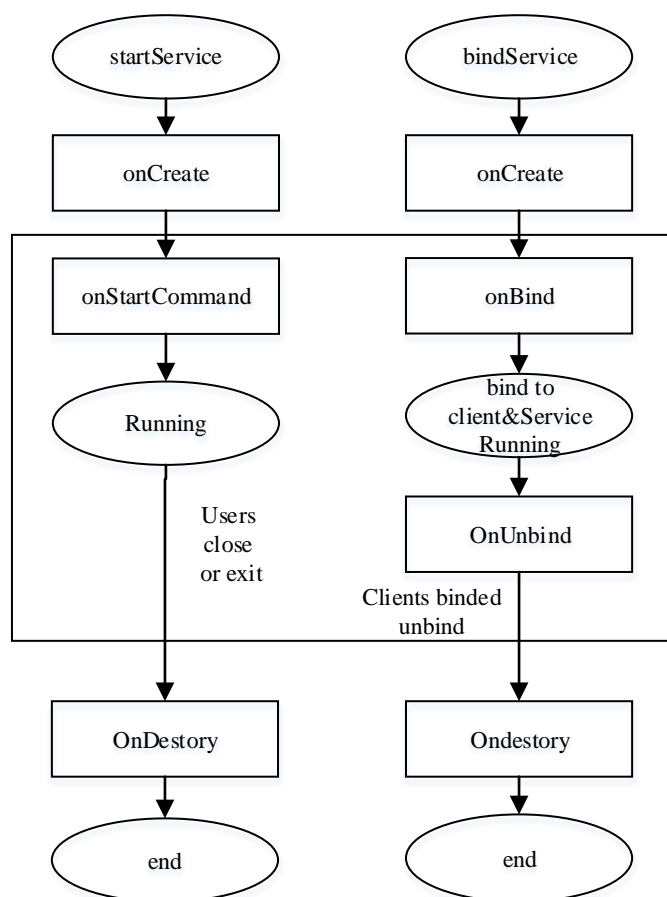 startService
bindService
onCreate
onCreate
onStartCommand
onBind
Running
bind to
client&Service
Running
Users
close
or exit
OnUnbind
Clients binded
unbind
OnDestory
Ondestory
end
end